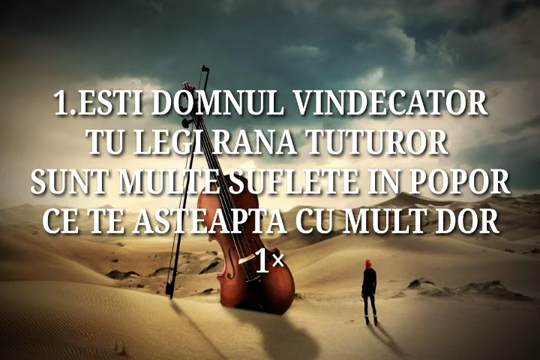 1.ESTI DOMNUL VINDECATOR
TU LEGI RANA TUTUROR
SUNT MULTE SUFLETE IN POPOR
CE TE ASTEAPTA CU MULT DOR
1×